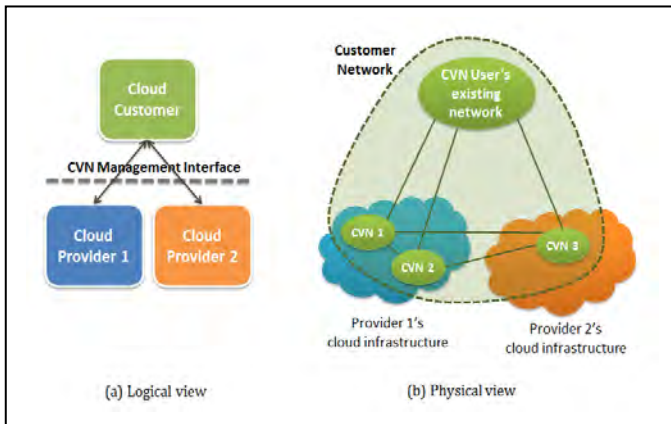 Cloud
Customer
CVN Management Interface
Cloud
Provider 1
Cloud
Provider 2
(a) Logical view
Customer
Network
CVN User's
existing
network
CVN 1
CVN 2
CVN 3
Provider 1's
cloud infrastructure
Provider 2's
cloud infrastructure
(b) Physical view